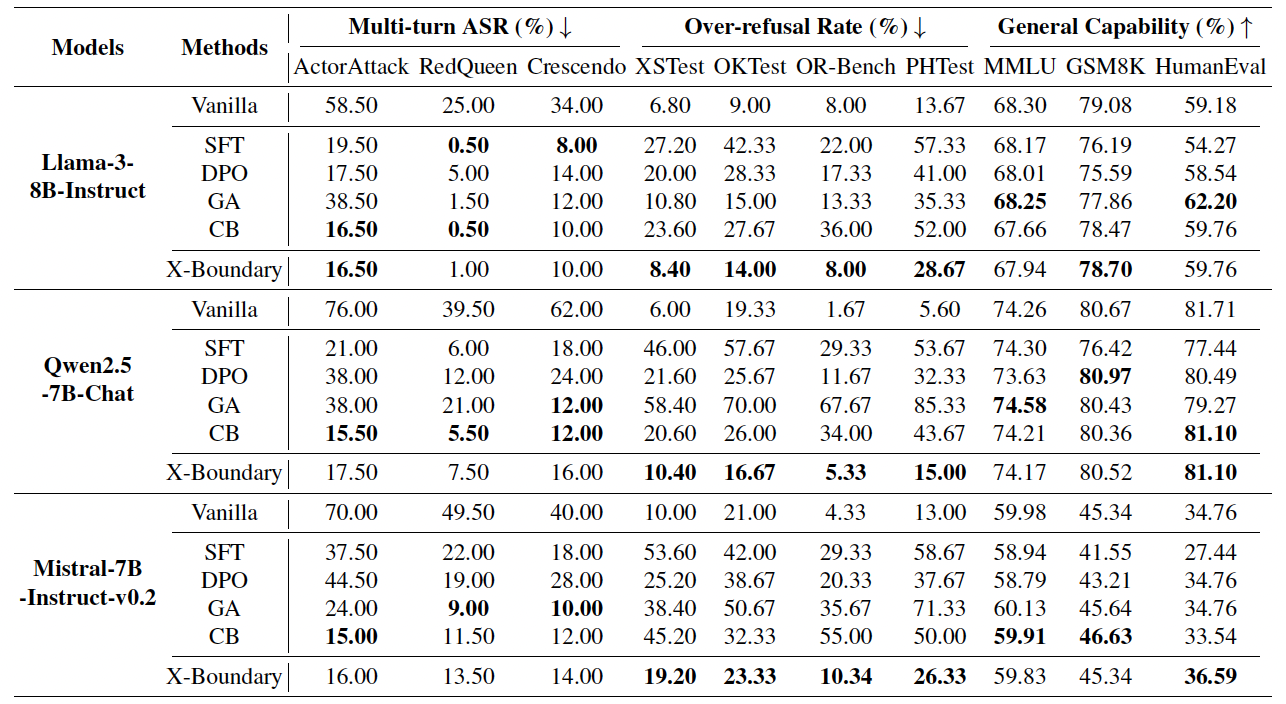 Models Methods Multi-turn ASR (%) ↓ Over-refusal Rate (%) ↓ General Capability (%) ↑
ActorAttack RedQueen Crescendo XSTest OKTest OR-Bench PHTest MMLU GSM8K HumanEval
Llama-3-
8B-Instruct
Vanilla 58.50 25.00 34.00 6.80 9.00 8.00 13.67 68.30 79.08 59.18
SFT 19.50 0.50 8.00 27.20 42.33 22.00 57.33 68.17 76.19 54.27
DPO 17.50 5.00 14.00 20.00 28.33 17.33 41.00 68.01 75.59 58.54
GA 38.50 1.50 12.00 10.80 15.00 13.33 35.33 68.25 77.86 62.20
CB 16.50 0.50 10.00 23.60 27.67 36.00 52.00 67.66 78.47 59.76
X-Boundary 16.50 1.00 10.00 8.40 14.00 8.00 28.67 67.94 78.70 59.76
Qwen2.5
-7B-Chat
Vanilla 76.00 39.50 62.00 6.00 19.33 1.67 5.60 74.26 80.67 81.71
SFT 21.00 6.00 18.00 46.00 57.67 29.33 53.67 74.30 76.42 77.44
DPO 38.00 12.00 24.00 21.60 25.67 11.67 32.33 73.63 80.97 80.49
GA 38.00 21.00 12.00 58.40 70.00 67.67 85.33 74.58 80.43 79.27
CB 15.50 5.50 12.00 20.60 26.00 34.00 43.67 74.21 80.36 81.10
X-Boundary 17.50 7.50 16.00 10.40 16.67 5.33 15.00 74.17 80.52 81.10
Mistral-7B
-Instruct-v0.2
Vanilla 70.00 49.50 40.00 10.00 21.00 4.33 13.00 59.98 45.34 34.76
SFT 37.50 22.00 18.00 53.60 42.00 29.33 58.67 58.94 41.55 27.44
DPO 44.50 19.00 28.00 25.20 38.67 20.33 37.67 58.79 43.21 34.76
GA 24.00 9.00 10.00 38.40 50.67 35.67 71.33 60.13 45.64 34.76
CB 15.00 11.50 12.00 45.20 32.33 55.00 50.00 59.91 46.63 33.54
X-Boundary 16.00 13.50 14.00 19.20 23.33 10.34 26.33 59.83 45.34 36.59